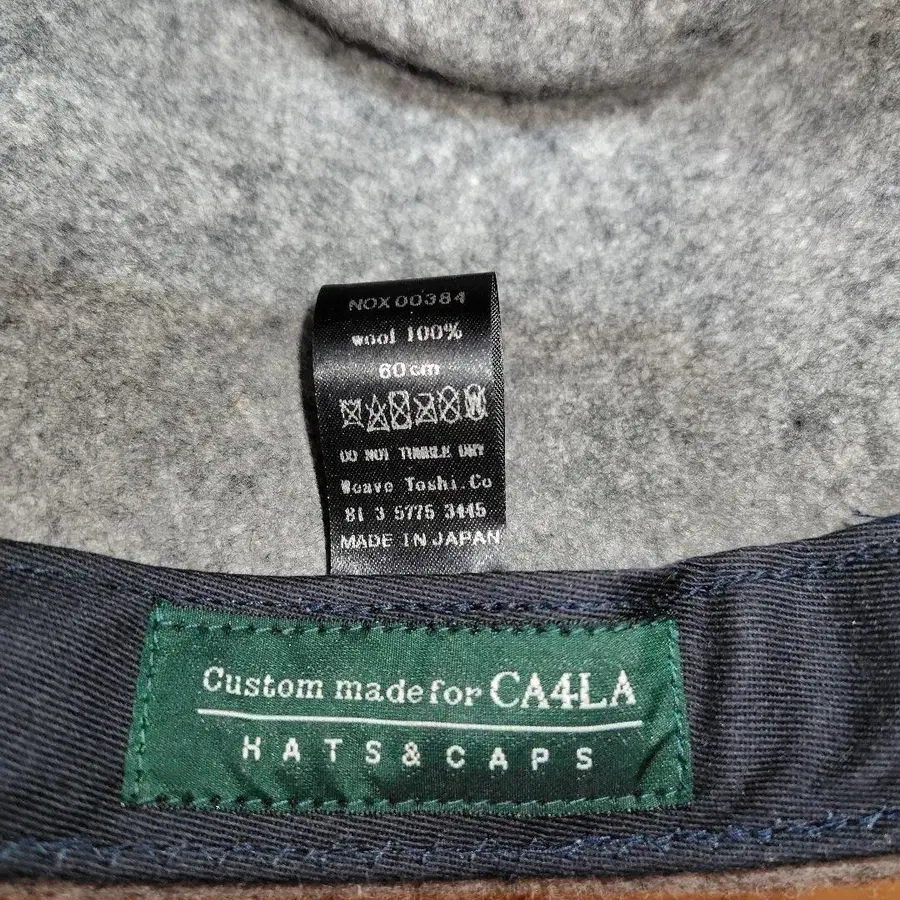 NOX00384
wool 100%
60cm
DO NOT TUMBLE DRY
Weave Toshi.Co
81 3 5775 3445
MADE IN JAPAN
Custom made for CA4LA
HATS & CAPS